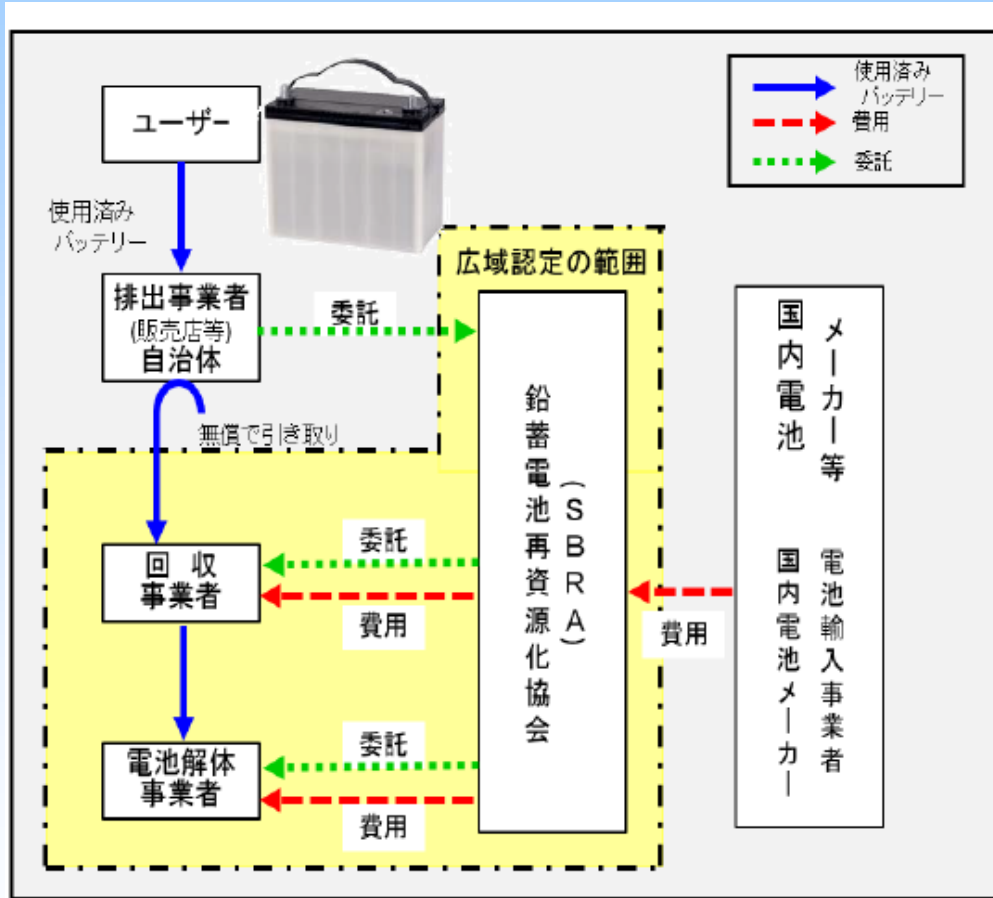 ユーザー
使用済み
バッテリー
使用済み
バッテリー
費用
委託
排出事業者
(販売店等)
自治体
委託
無償で引き取り
広域認定の範囲
鉛蓄電池再資源化協会
(SBRA)
国内電池
メーカー等
国内電池メーカー
電池輸入事業者
回収
事業者
委託
費用
費用
電池解体
事業者
委託
費用